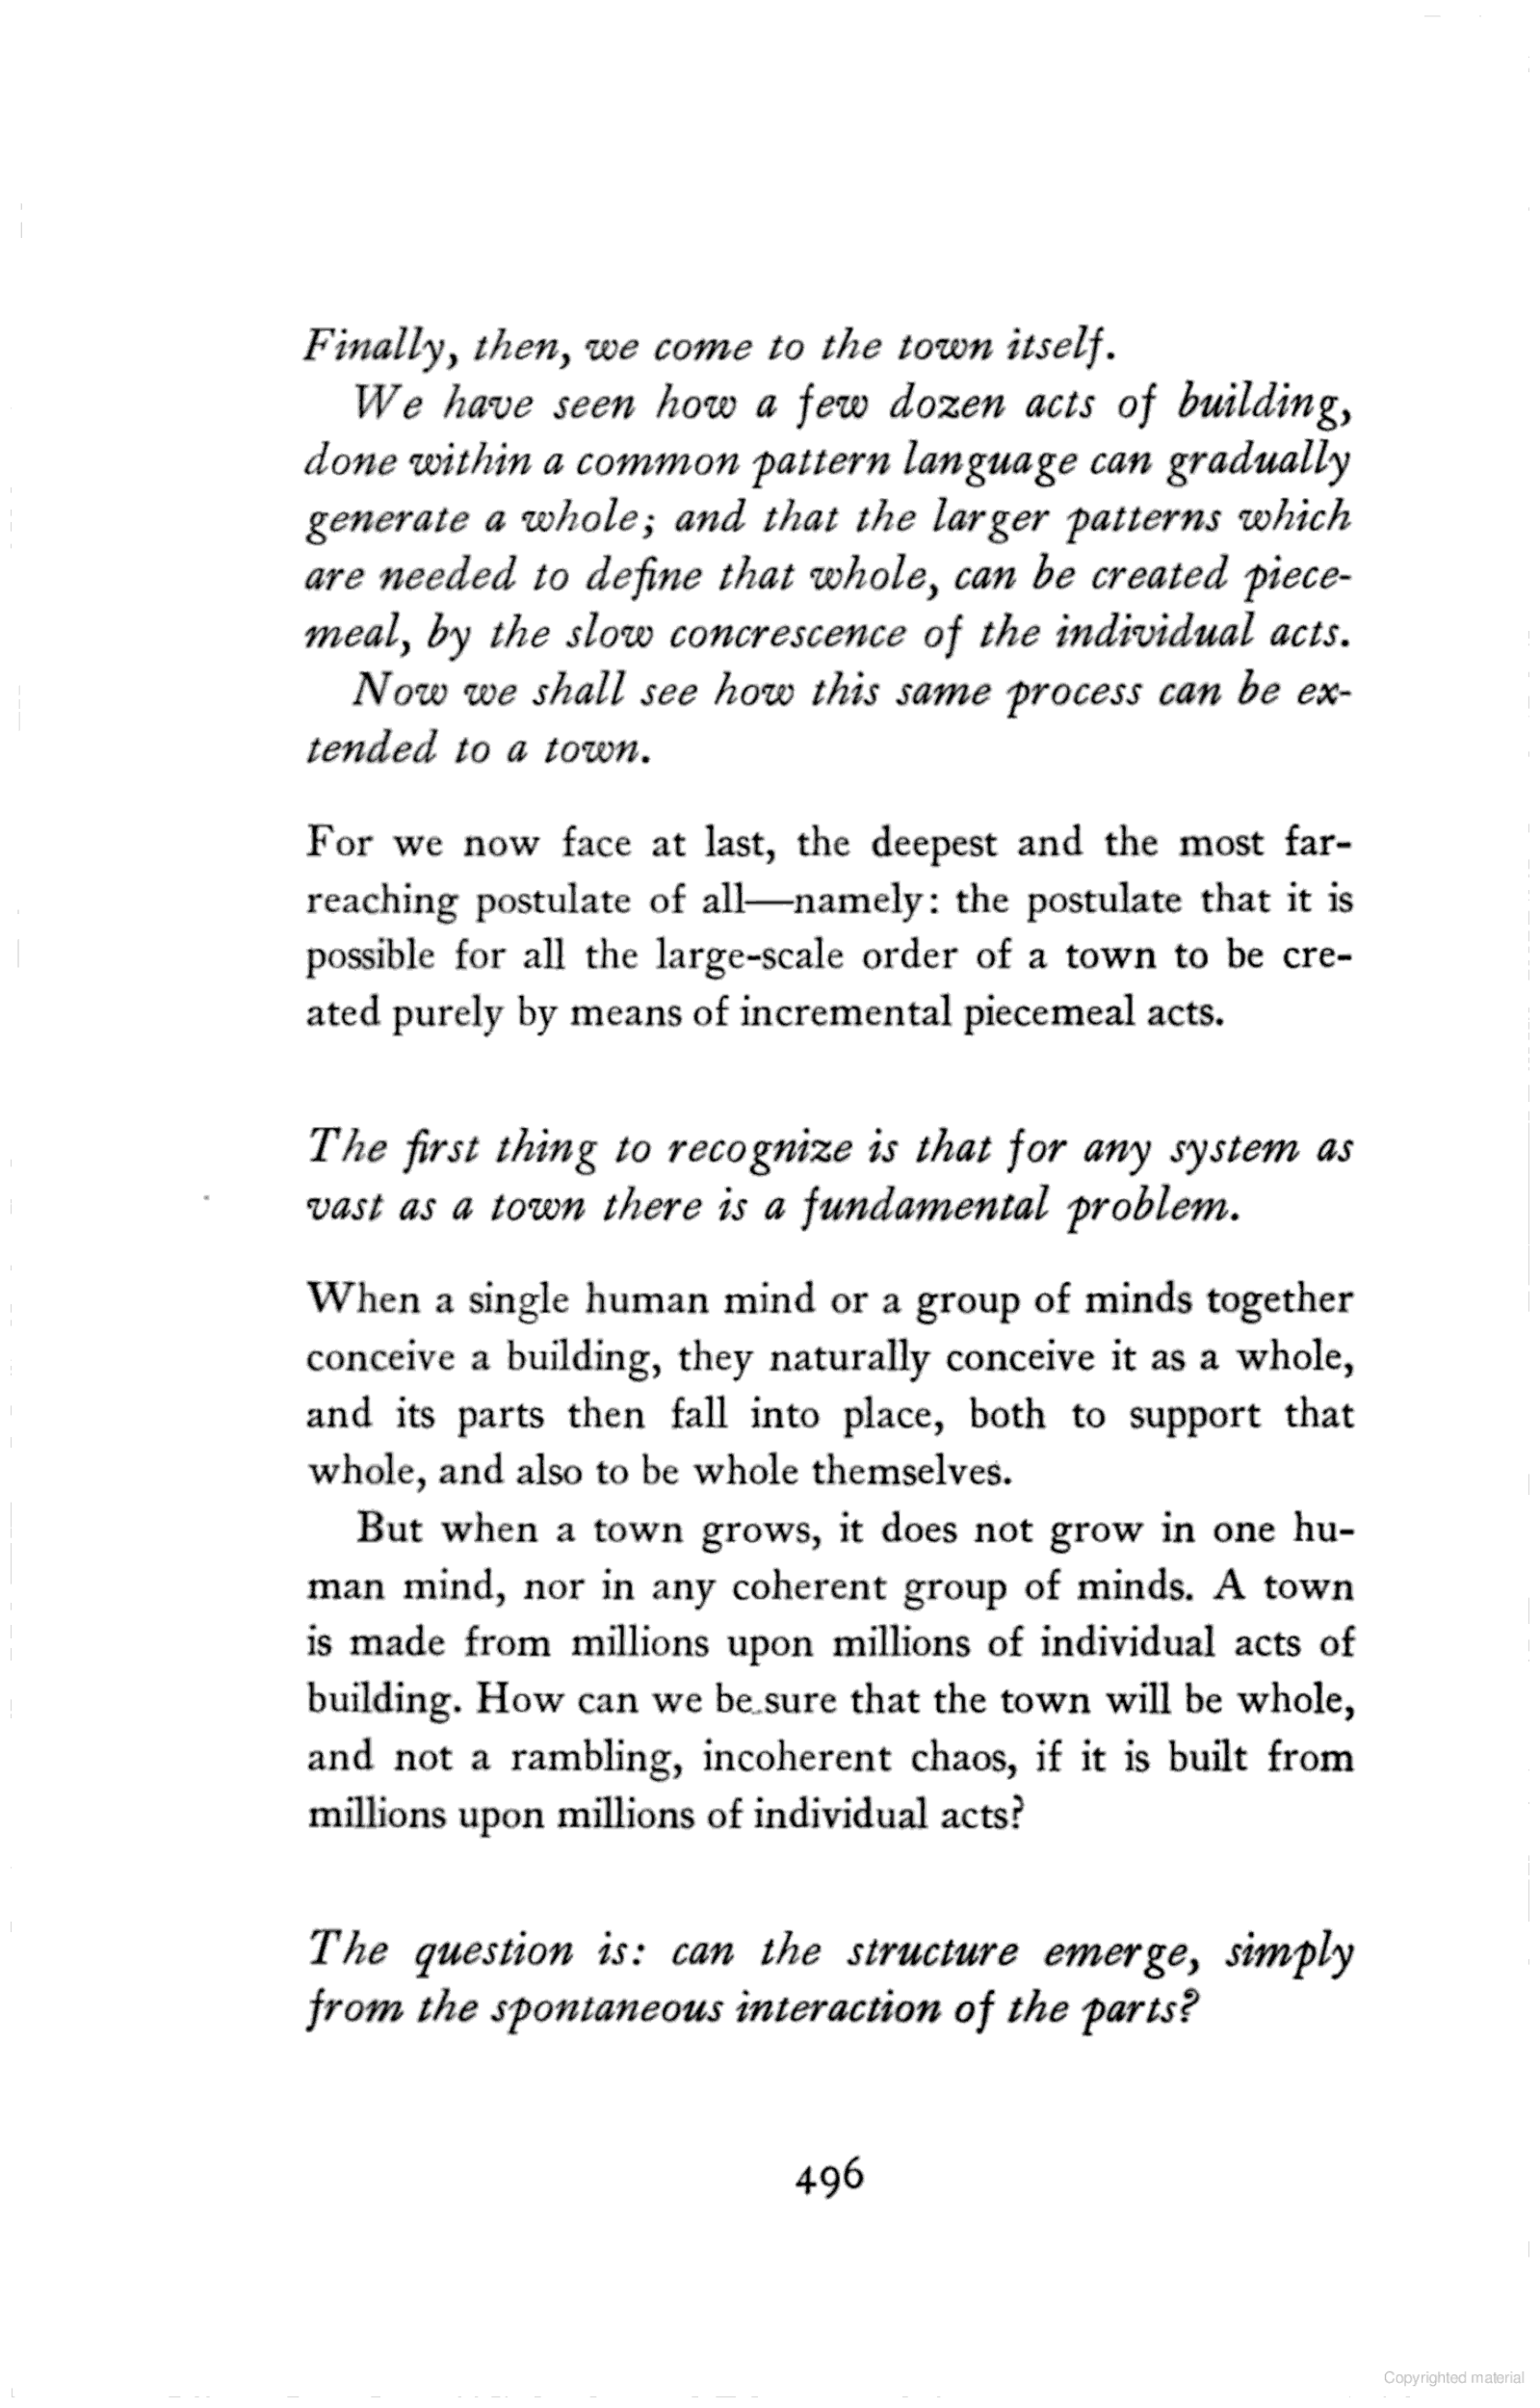 Finally, then, we come to the town itself.
We have seen how a few dozen acts of building,
done within a common pattern language can gradually
generate a whole; and that the larger patterns which
are needed to define that whole, can be created piece-
meal, by the slow concrescence of the individual acts.
Now we shall see how this same process can be ex-
tended to a town.
For we now face at last, the deepest and the most far-
reaching postulate of all—namely: the postulate that it is
possible for all the large-scale order of a town to be cre-
ated purely by means of incremental piecemeal acts.
The first thing to recognize is that for any system as
vast as a town there is a fundamental problem.
When a single human mind or a group of minds together
conceive a building, they naturally conceive it as a whole,
and its parts then fall into place, both to support that
whole, and also to be whole themselves.
But when a town grows, it does not grow in one hu-
man mind, nor in any coherent group of minds. A town
is made from millions upon millions of individual acts of
building. How can we be sure that the town will be whole,
and not a rambling, incoherent chaos, if it is built from
millions upon millions of individual acts?
The question is: can the structure emerge, simply
from the spontaneous interaction of the parts?
496
Copyrighted material